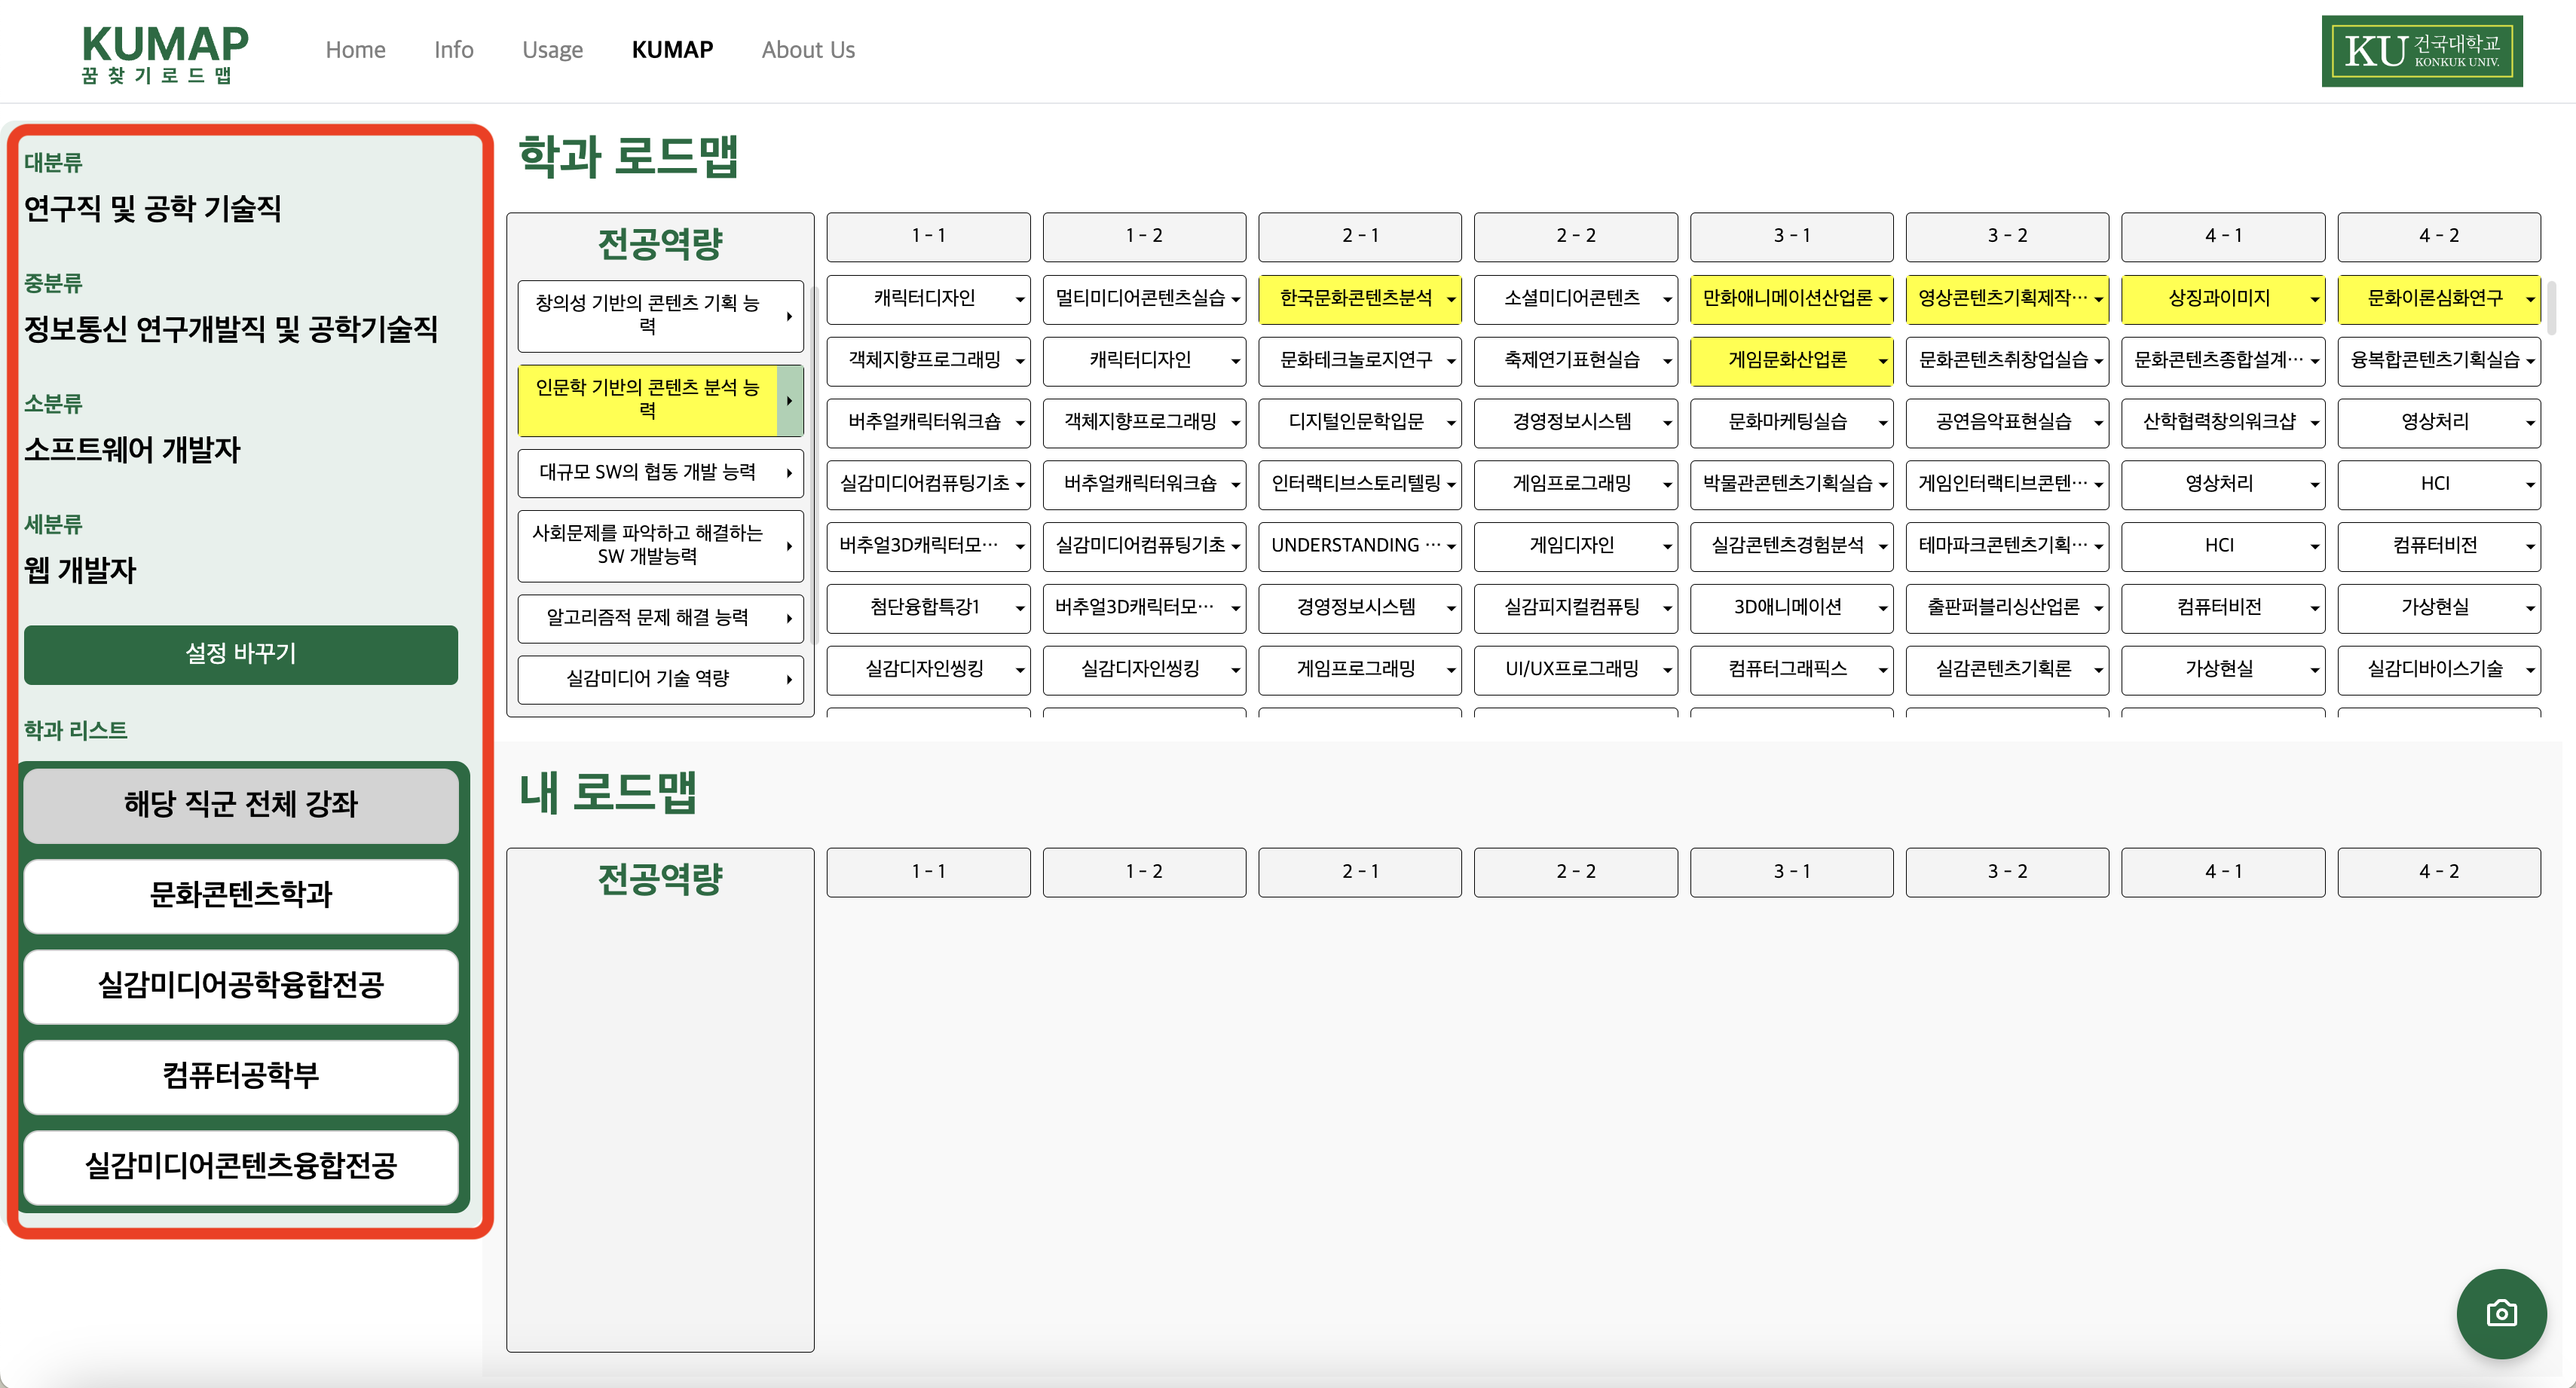 KUMAP
꿈찾기로드맵
Home Info Usage KUMAP About Us
KU 건국대학교
KONKUK UNIV.
대분류
연구직 및 공학 기술직
중분류
정보통신 연구개발직 및 공학기술직
소분류
소프트웨어 개발자
세분류
웹 개발자
설정 바꾸기
학과 리스트
해당 직군 전체 강좌
문화콘텐츠학과
실감미디어공학융합전공
컴퓨터공학부
실감미디어콘텐츠융합전공
학과 로드맵
전공역량
창의성 기반의 콘텐츠 기획 능
력
인문학 기반의 콘텐츠 분석 능
력
대규모 SW의 협동 개발 능력
사회문제를 파악하고 해결하는
SW 개발능력
알고리즘적 문제 해결 능력
실감미디어 기술 역량
1 - 1 1 - 2 2 - 1 2 - 2 3 - 1 3 - 2 4 - 1 4 - 2
캐릭터디자인 멀티미디어콘텐츠실습 한국문화콘텐츠분석 소셜미디어콘텐츠 만화애니메이션산업론 영상콘텐츠기획제작… 상징과이미지 문화이론심화연구
객체지향프로그래밍 캐릭터디자인 문화테크놀로지연구 축제연기표현실습 게임문화산업론 문화콘텐츠취창업실습 문화콘텐츠종합설계… 융복합콘텐츠기획실습
버추얼캐릭터워크숍 객체지향프로그래밍 디지털인문학입문 경영정보시스템 문화마케팅실습 공연음악표현실습 산학협력창의워크샵 영상처리
실감미디어컴퓨팅기초 버추얼캐릭터워크숍 인터랙티브스토리텔링 게임프로그래밍 박물관콘텐츠기획실습 게임인터랙티브콘텐… 영상처리 HCI
버추얼3D캐릭터모… 실감미디어컴퓨팅기초 UNDERSTANDING … 게임디자인 실감콘텐츠경험분석 테마파크콘텐츠기획… HCI 컴퓨터비전
첨단융합특강1 버추얼3D캐릭터모… 경영정보시스템 실감피지컬컴퓨팅 3D애니메이션 출판퍼블리싱산업론 컴퓨터비전 가상현실
실감디자인씽킹 실감디자인씽킹 게임프로그래밍 UI/UX프로그래밍 컴퓨터그래픽스 실감콘텐츠기획론 가상현실 실감디바이스기술
내 로드맵
전공역량
1 - 1 1 - 2 2 - 1 2 - 2 3 - 1 3 - 2 4 - 1 4 - 2